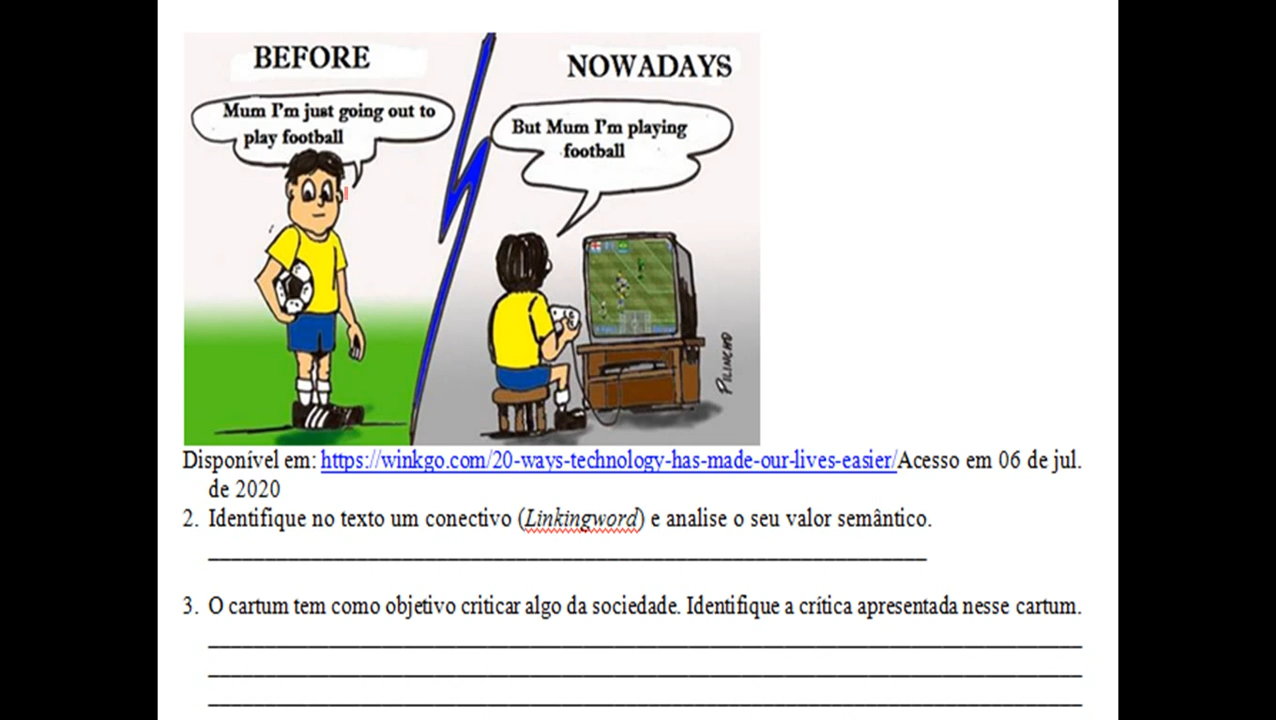 BEFORE
NOWADAYS
Mum I'm just going out to
play football
But Mum I'm playing
football
PILINCHO
Disponível em: https://winkgo.com/20-ways-technology-has-made-our-lives-easier/Acesso em 06 de jul.
de 2020
2. Identifique no texto um conectivo (Linkingword) e analise o seu valor semântico.
3. O cartum tem como objetivo criticar algo da sociedade. Identifique a crítica apresentada nesse cartum.